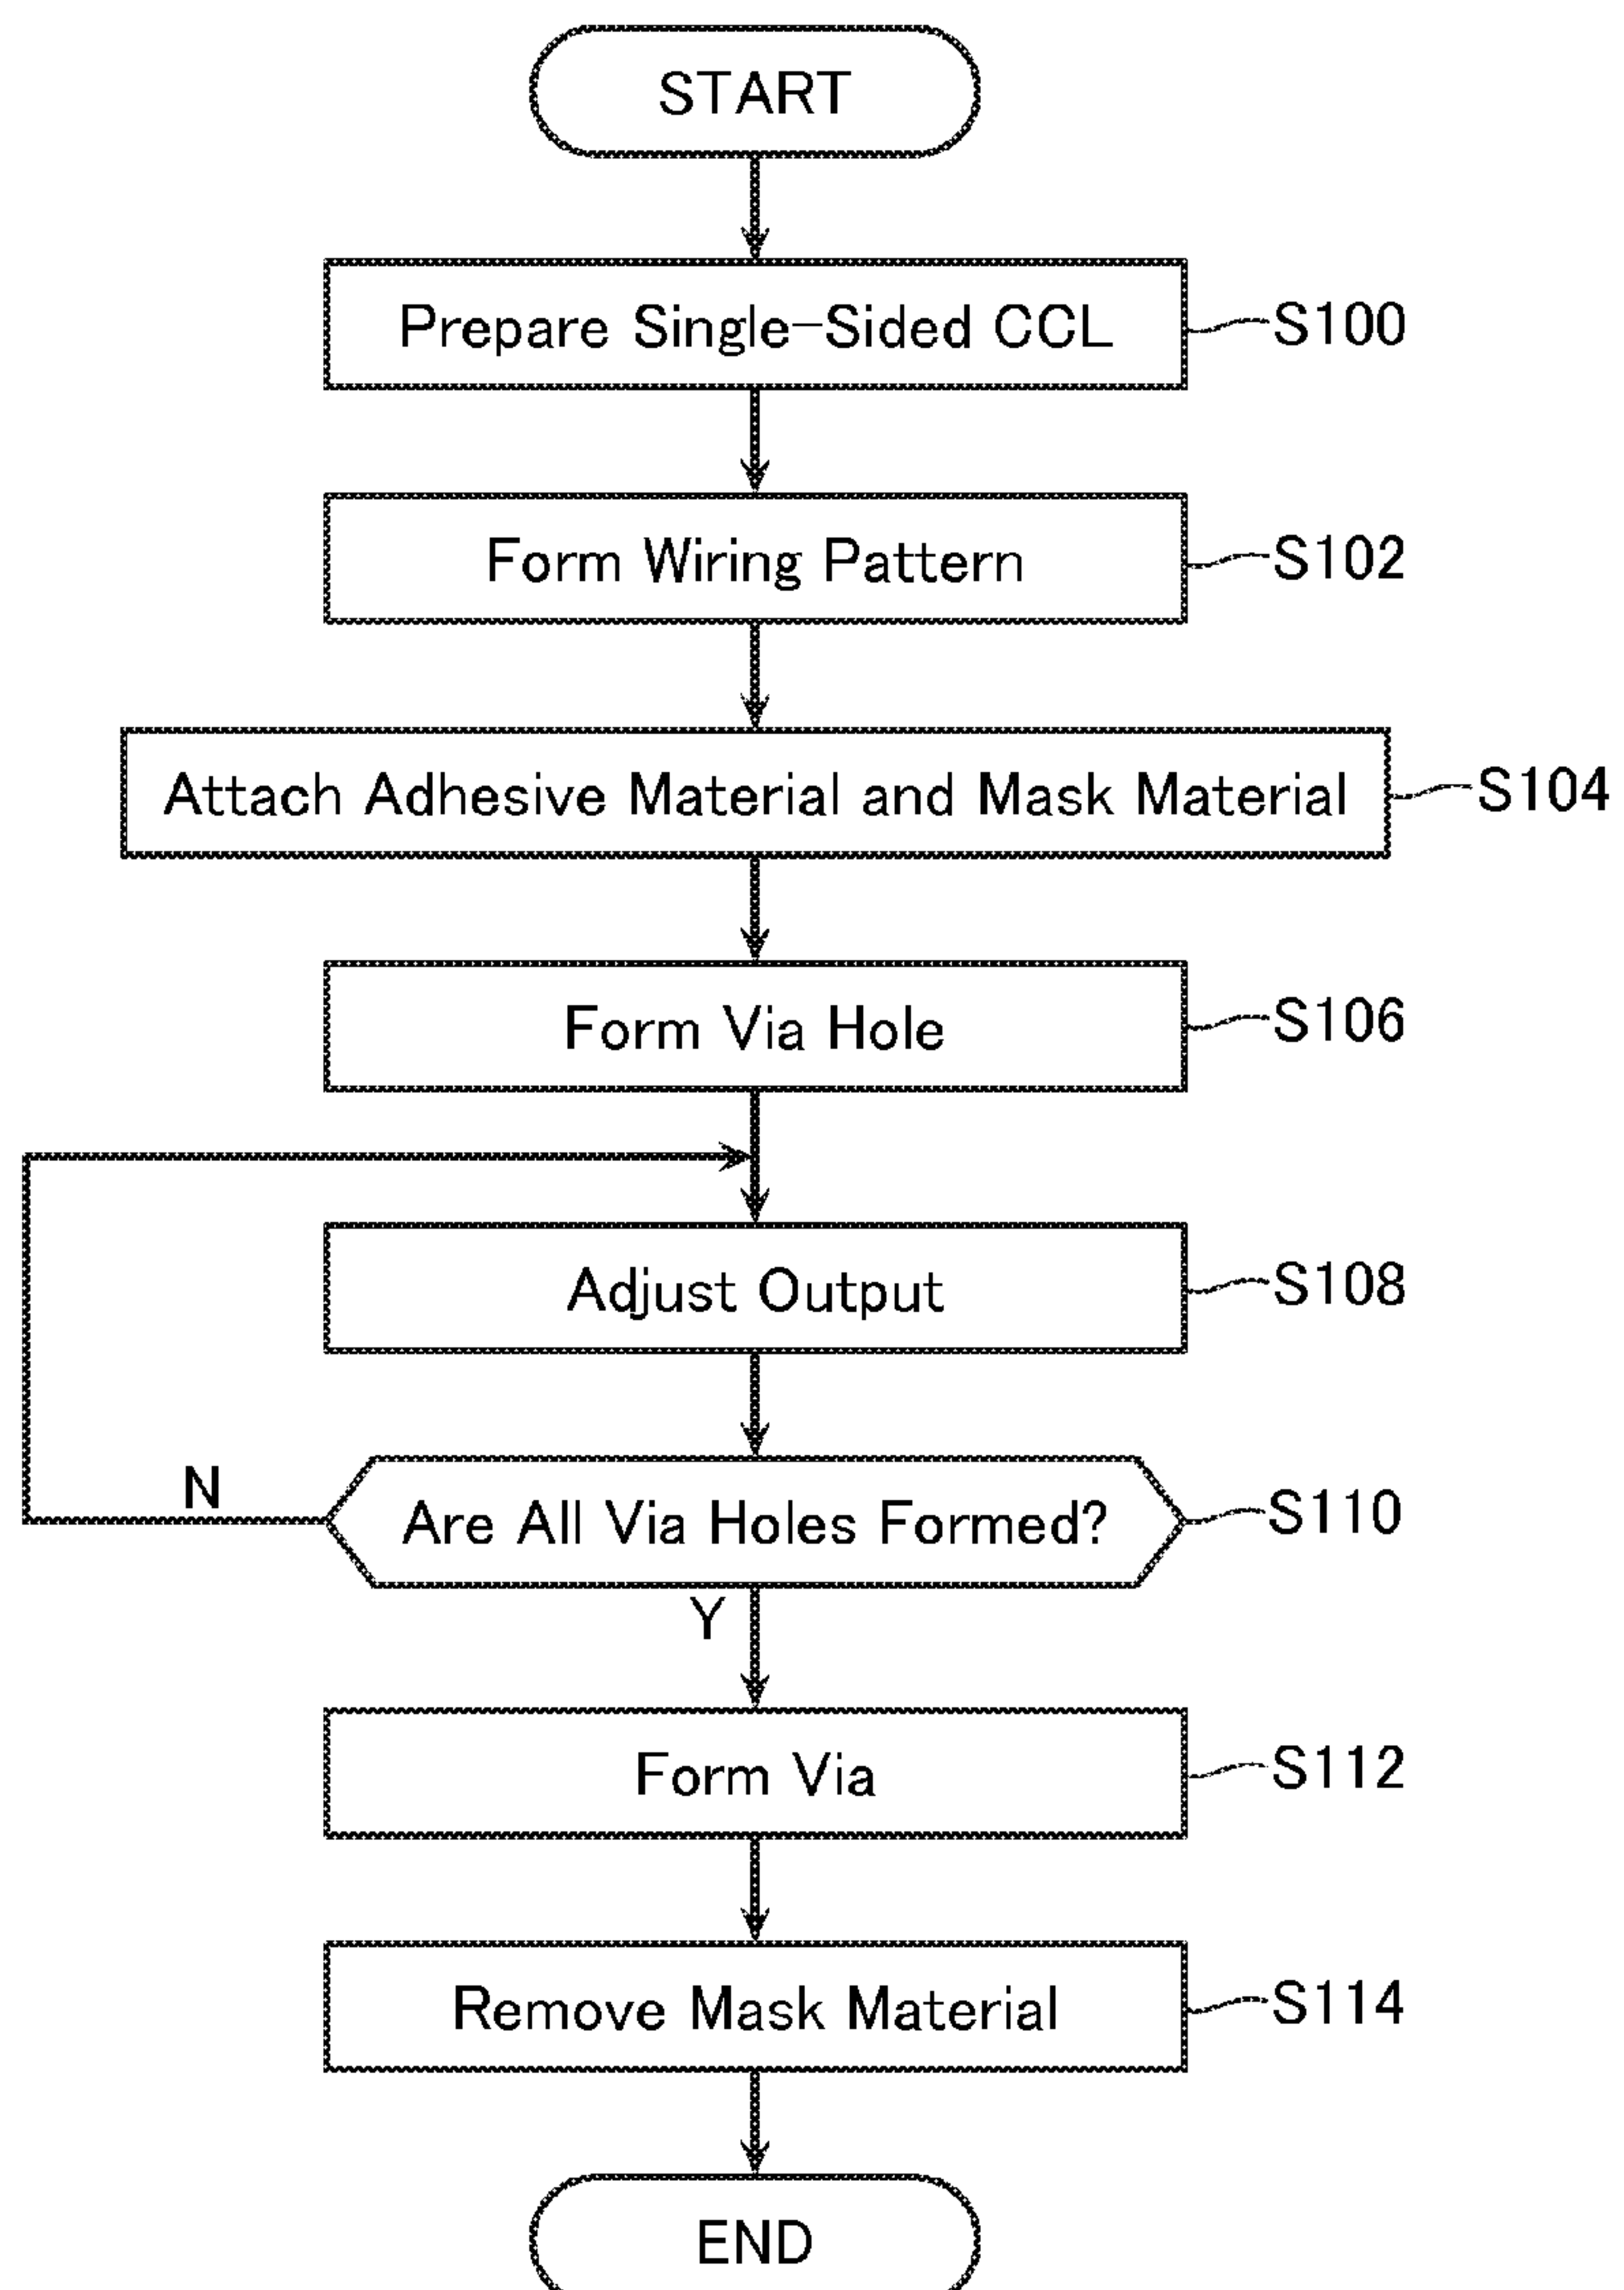 START
Prepare Single-Sided CCL
S100
Form Wiring Pattern
S102
Attach Adhesive Material and Mask Material
S104
Form Via Hole
S106
Adjust Output
S108
N
Are All Via Holes Formed?
S110
Y
Form Via
S112
Remove Mask Material
S114
END